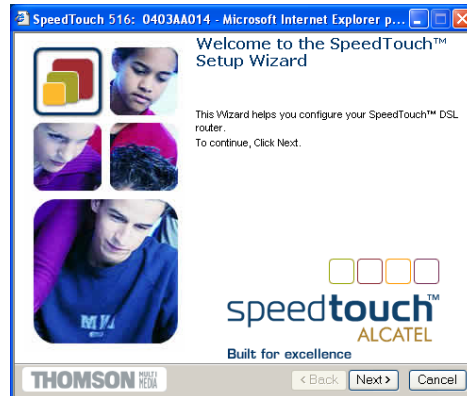 SpeedTouch 516: 0403AA014 - Microsoft Internet Explorer p...
Welcome to the SpeedTouch™
Setup Wizard
This Wizard helps you configure your SpeedTouch™ DSL
router.
To continue, Click Next.
speedtouch™
ALCATEL
Built for excellence
THOMSON MULTI MEDIA
< Back
Next >
Cancel